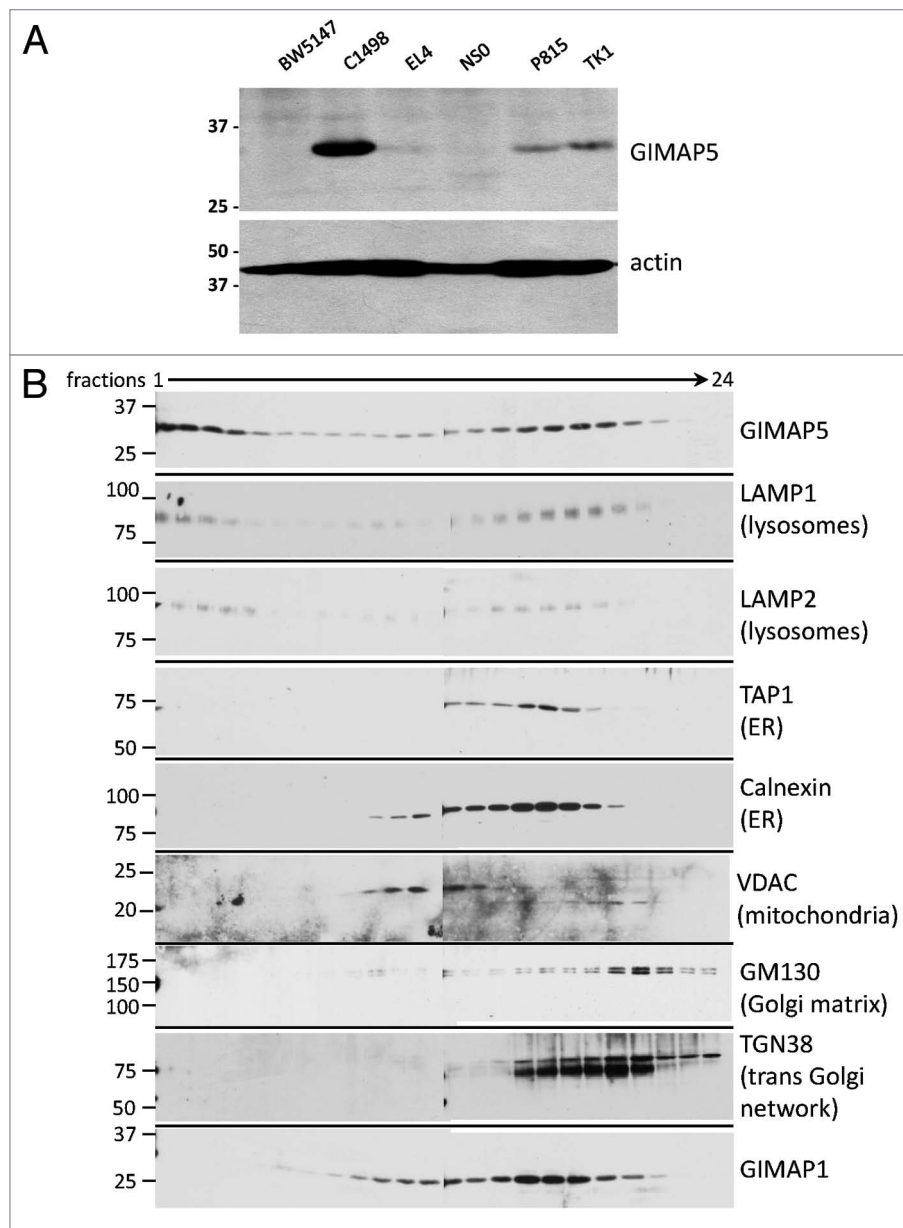 A
BW5147 C1498 EL4 NS0 P815 TK1
37 -
GIMAP5
25 -
50 -
actin
37 -
B
fractions 1 24
37
GIMAP5
25
100
LAMP1
75
(lysosomes)
100
LAMP2
75
(lysosomes)
75
TAP1
50
(ER)
100
Calnexin
75
(ER)
25
VDAC
20
(mitochondria)
175
150
GM130
100
(Golgi matrix)
TGN38
75
(trans Golgi
50
network)
37
25
GIMAP1